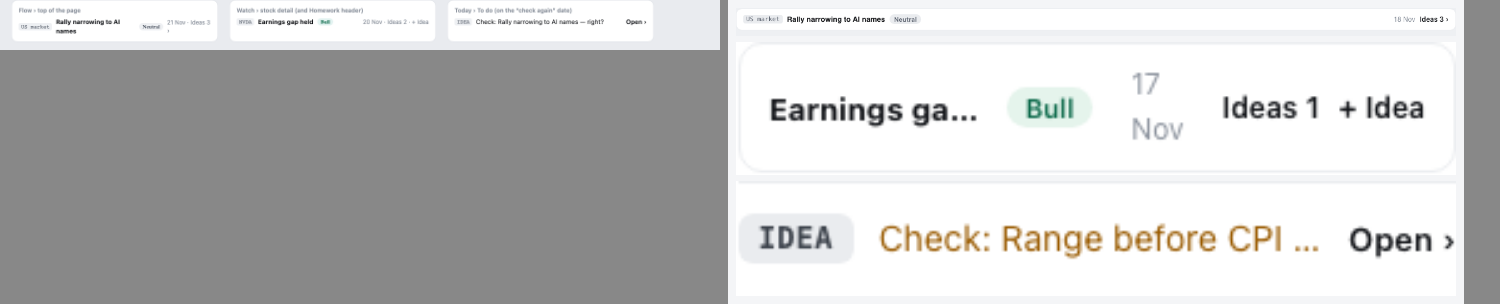 Flow › top of the page
US market Rally narrowing to AI names Neutral 21 Nov · Ideas 3 ›
Watch › stock detail (and Homework header)
NVDA Earnings gap held Bull 20 Nov · Ideas 2 · + Idea
Today › To do (on the "check again" date)
IDEA Check: Rally narrowing to AI names — right? Open ›
US market Rally narrowing to AI names Neutral 18 Nov Ideas 3 ›
Earnings ga... Bull 17 Nov Ideas 1 + Idea
IDEA Check: Range before CPI ... Open ›